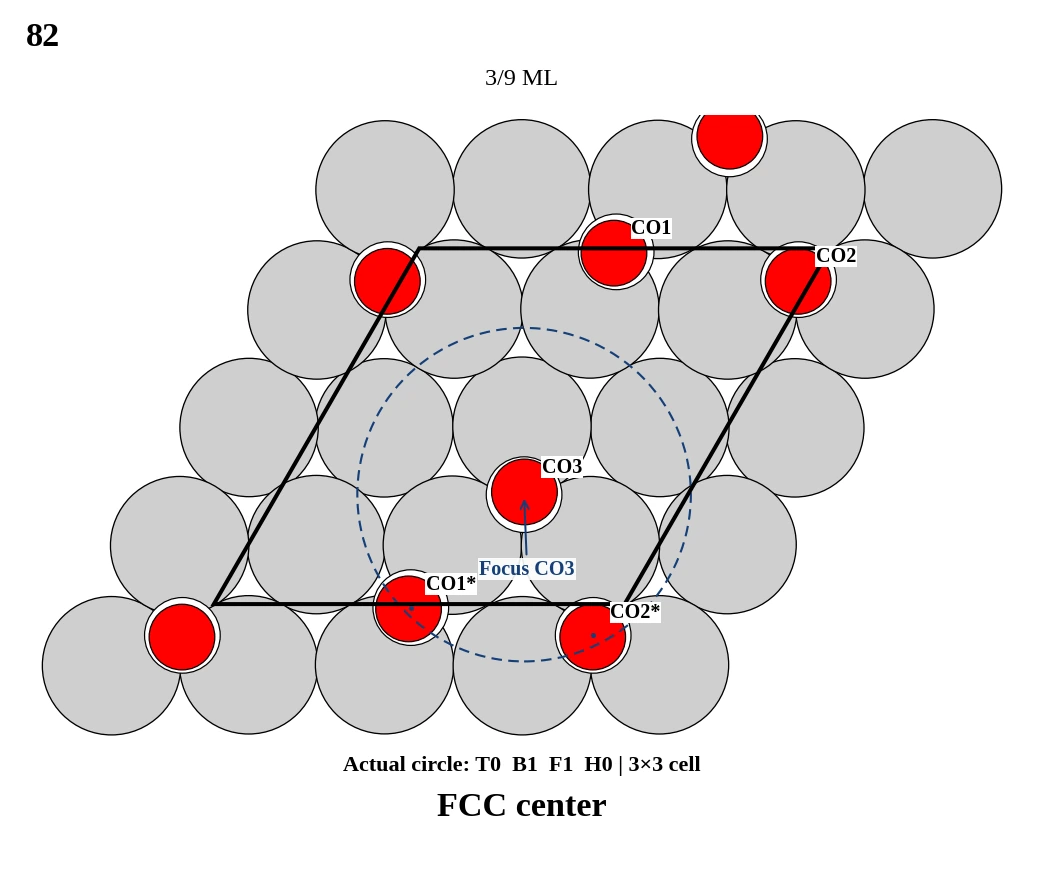 82
3/9 ML
CO1
CO2
CO3
Focus CO3
CO1*
CO2*
Actual circle: T0 B1 F1 H0 | 3×3 cell
FCC center